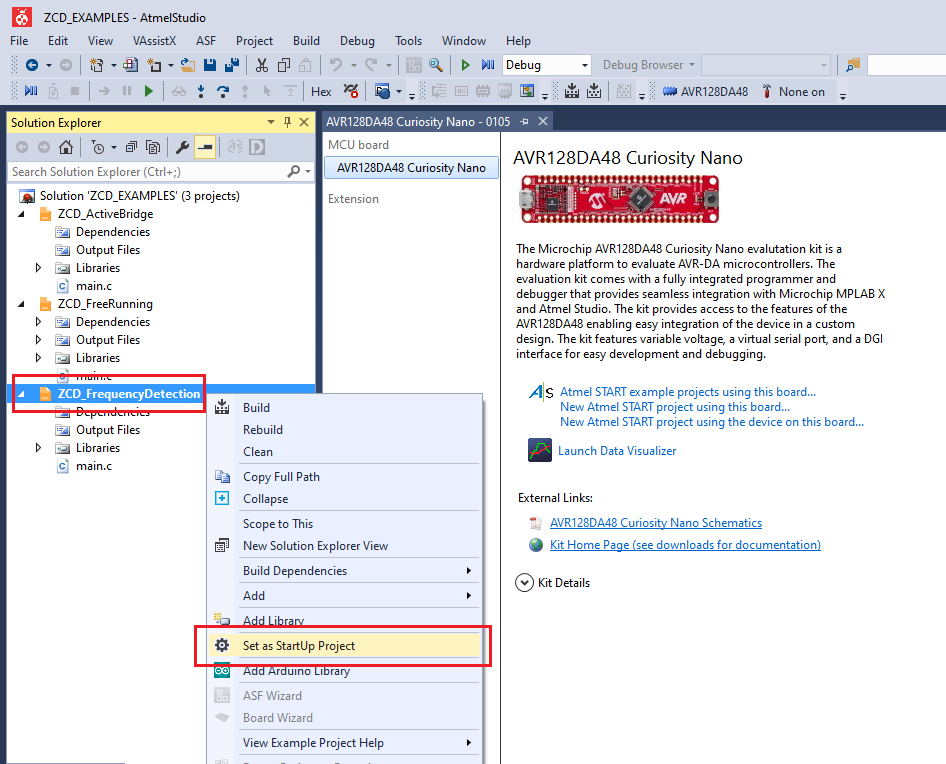 ZCD_EXAMPLES - AtmelStudio
File Edit View VAssistX ASF Project Build Debug Tools Window Help
Debug Debug Browser
Hex AVR128DA48 None on
Solution Explorer
Search Solution Explorer (Ctrl+;)
Solution 'ZCD_EXAMPLES' (3 projects)
ZCD_ActiveBridge
Dependencies
Output Files
Libraries
main.c
ZCD_FreeRunning
Dependencies
Output Files
Libraries
main.c
ZCD_FrequencyDetection
Dependencies
Output Files
Libraries
main.c
Build
Rebuild
Clean
Copy Full Path
Collapse
Scope to This
New Solution Explorer View
Build Dependencies
Add
Add Library
Set as StartUp Project
Add Arduino Library
ASF Wizard
Board Wizard
View Example Project Help
AVR128DA48 Curiosity Nano - 0105
MCU board
AVR128DA48 Curiosity Nano
Extension
AVR128DA48 Curiosity Nano
AVR
The Microchip AVR128DA48 Curiosity Nano evalutation kit is a
hardware platform to evaluate AVR-DA microcontrollers. The
evaluation kit comes with a fully integrated programmer and
debugger that provides seamless integration with Microchip MPLAB X
and Atmel Studio. The kit provides access to the features of the
AVR128DA48 enabling easy integration of the device in a custom
design. The kit features variable voltage, a virtual serial port, and a DGI
interface for easy development and debugging.
Atmel START example projects using this board...
New Atmel START project using this board...
New Atmel START project using the device on this board...
Launch Data Visualizer
External Links:
AVR128DA48 Curiosity Nano Schematics
Kit Home Page (see downloads for documentation)
Kit Details